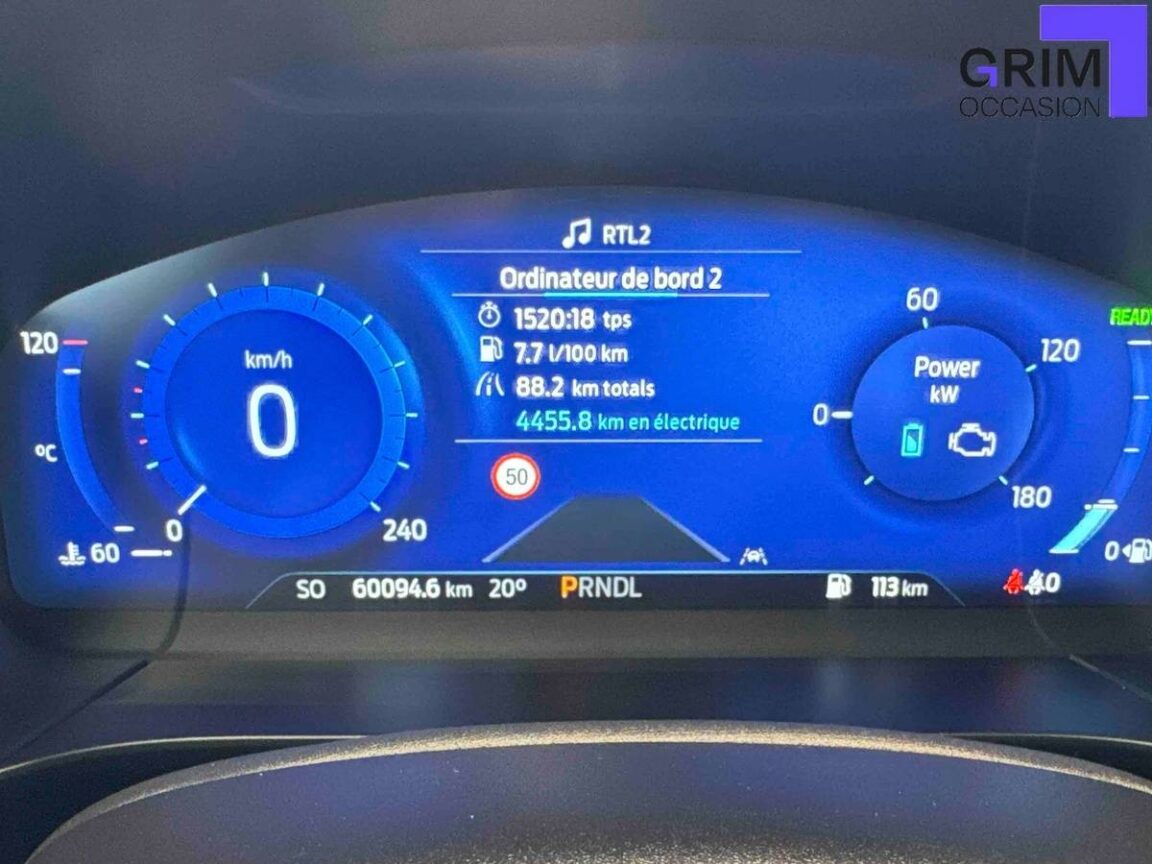 GRIM
OCCASION
RTL2
Ordinateur de bord 2
1520:18 tps
7.7 l/100 km
88.2 km totals
4455.8 km en électrique
120
°C
60
km/h
0
0
240
50
60
120
Power
kW
0
180
READY
0
SO 60094.6 km 20° PRNDL 113 km
40